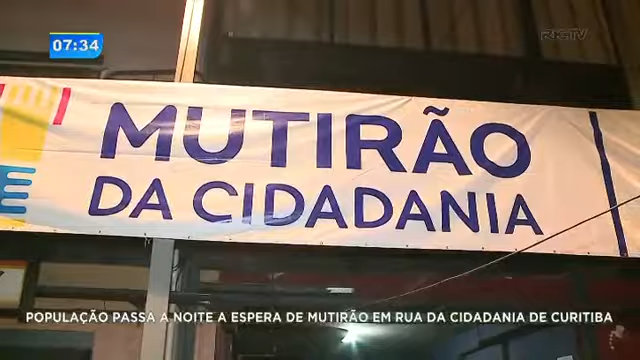 07:34
RICTV
MUTIRÃO
DA CIDADANIA
POPULAÇÃO PASSA A NOITE A ESPERA DE MUTIRÃO EM RUA DA CIDADANIA DE CURITIBA